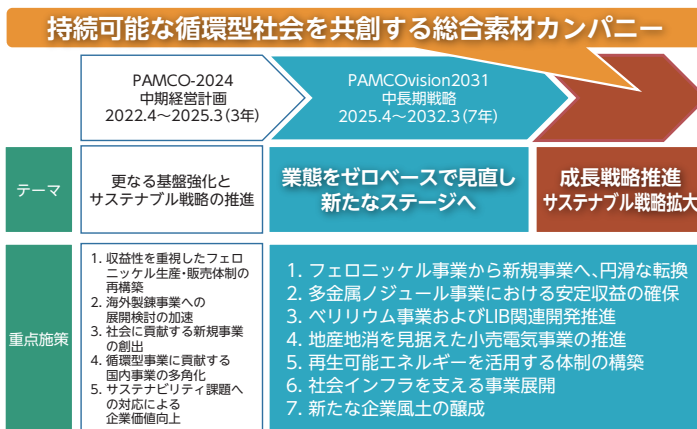 持続可能な循環型社会を共創する総合素材カンパニー
PAMCO-2024
中期経営計画
2022.4～2025.3（3年）
PAMCOvision2031
中長期戦略
2025.4～2032.3（7年）
テーマ
更なる基盤強化と
サステナブル戦略の推進
業態をゼロベースで見直し
新たなステージへ
成長戦略推進
サステナブル戦略拡大
重点施策
1. 収益性を重視したフェロ
ニッケル生産・販売体制の
再構築
2. 海外製錬事業への
展開検討の加速
3. 社会に貢献する新規事業
の創出
4. 循環型事業に貢献する
国内事業の多角化
5. サステナビリティ課題へ
の対応による
企業価値向上
1. フェロニッケル事業から新規事業へ、円滑な転換
2. 多金属ノジュール事業における安定収益の確保
3. ベリリウム事業およびLIB関連開発推進
4. 地産地消を見据えた小売電気事業の推進
5. 再生可能エネルギーを活用する体制の構築
6. 社会インフラを支える事業展開
7. 新たな企業風土の醸成